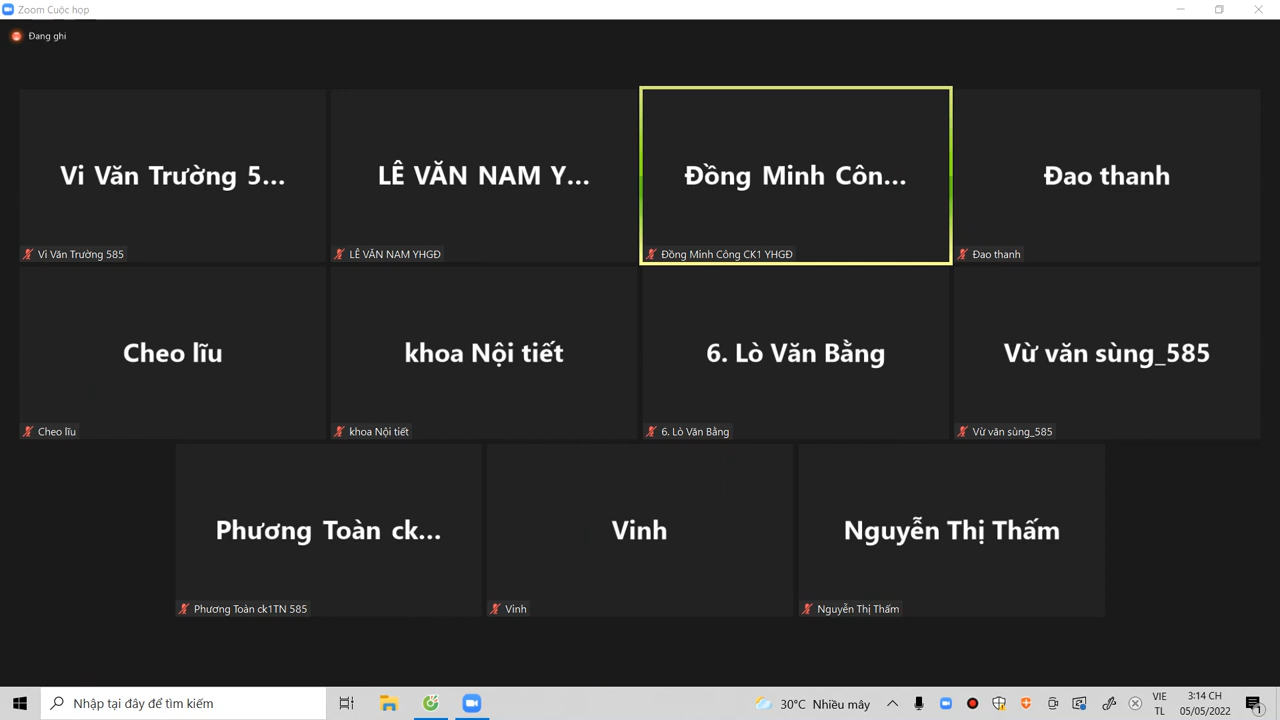 Zoom Cuộc họp
Đang ghi
Vi Văn Trường 5...
LÊ VĂN NAM Y...
Đồng Minh Côn...
Đao thanh
Vi Văn Trường 585
LÊ VĂN NAM YHGĐ
Đồng Minh Công CK1 YHGĐ
Đao thanh
Cheo lĩu
khoa Nội tiết
6. Lò Văn Bằng
Vừ văn sùng_585
Cheo lĩu
khoa Nội tiết
6. Lò Văn Bằng
Vừ văn sùng_585
Phương Toàn ck...
Vinh
Nguyễn Thị Thấm
Phương Toàn ck1TN 585
Vinh
Nguyễn Thị Thấm
Nhập tại đây để tìm kiếm
30°C Nhiều mây
VIE
TL
3:14 CH
05/05/2022
1